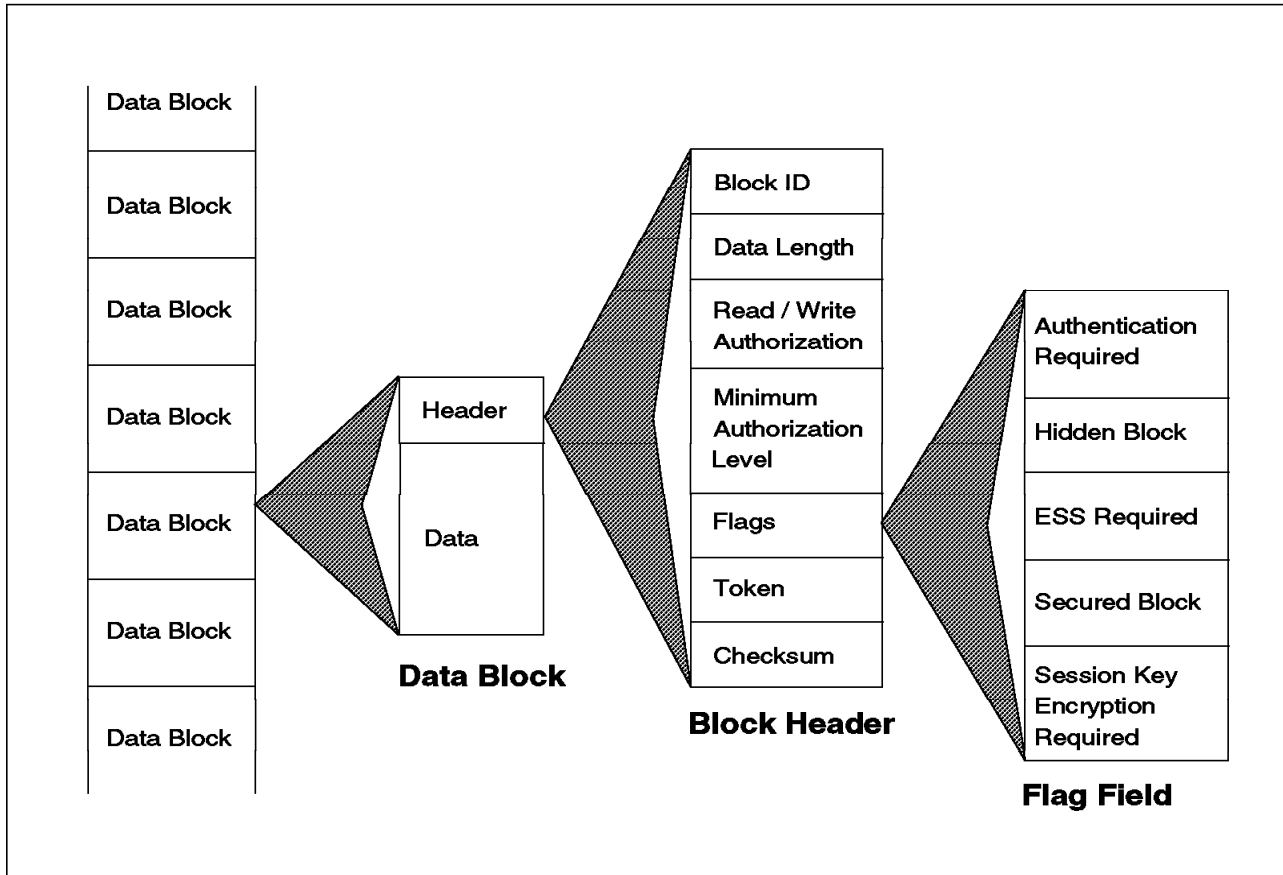 Data Block
Data Block
Data Block
Data Block
Data Block
Data Block
Data Block
Header
Data
Data Block
Block ID
Data Length
Read / Write
Authorization
Minimum
Authorization
Level
Flags
Token
Checksum
Block Header
Authentication
Required
Hidden Block
ESS Required
Secured Block
Session Key
Encryption
Required
Flag Field